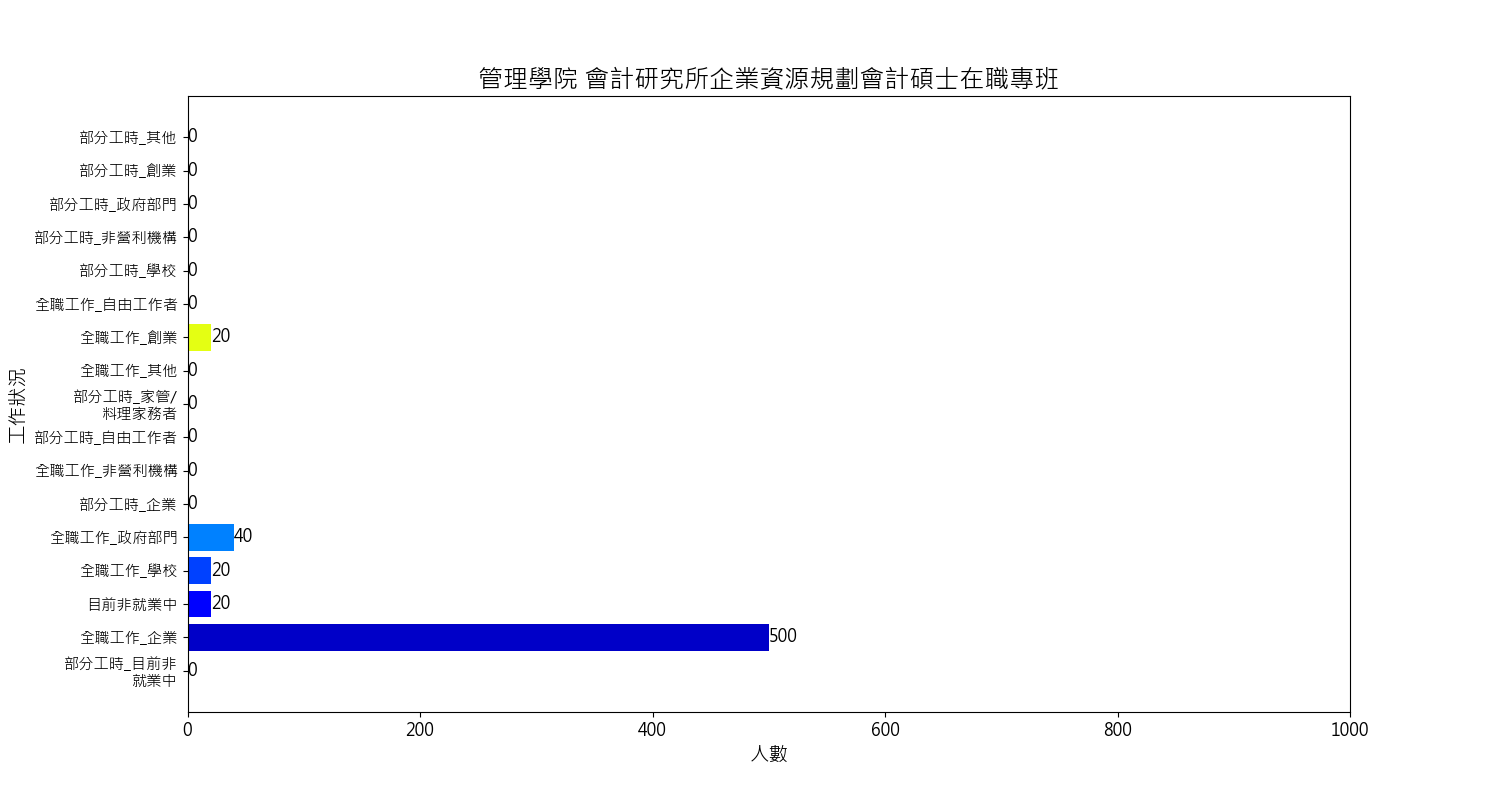 管理學院 會計研究所企業資源規劃會計碩士在職專班
工作狀況
部分工時_其他
0
部分工時_創業
0
部分工時_政府部門
0
部分工時_非營利機構
0
部分工時_學校
0
全職工作_自由工作者
0
全職工作_創業
20
全職工作_其他
0
部分工時_家管/
料理家務者
0
部分工時_自由工作者
0
全職工作_非營利機構
0
部分工時_企業
0
全職工作_政府部門
40
全職工作_學校
20
目前非就業中
20
全職工作_企業
500
部分工時_目前非
就業中
0
0 200 400 600 800 1000
人數